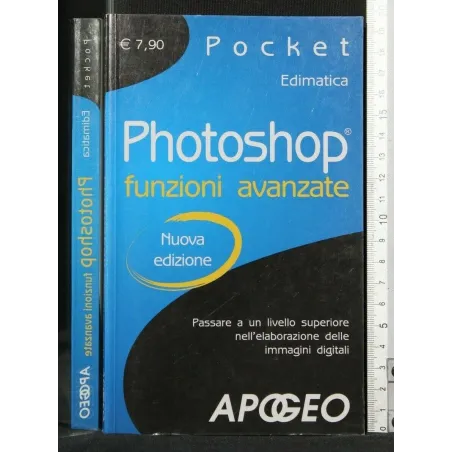 Pocket
Edimatica
Photoshop funzioni avanzate
APOGEO
€ 7,90
Pocket
Edimatica
Photoshop®
funzioni avanzate
Nuova
edizione
Passare a un livello superiore
nell'elaborazione delle
immagini digitali
APOGEO